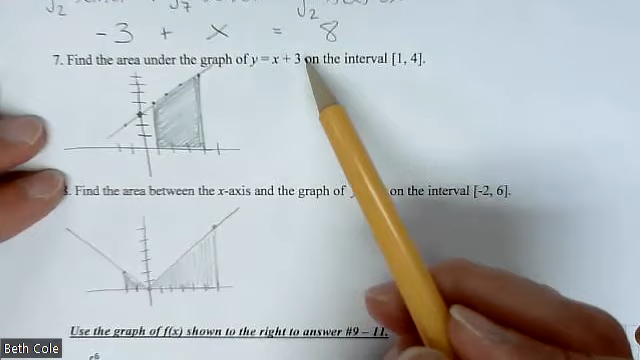 -3 + x = 8
7. Find the area under the graph of y = x + 3 on the interval [1, 4].
. Find the area between the x-axis and the graph of on the interval [-2, 6].
Use the graph of f(x) shown to the right to answer #9 – 11.
Beth Cole